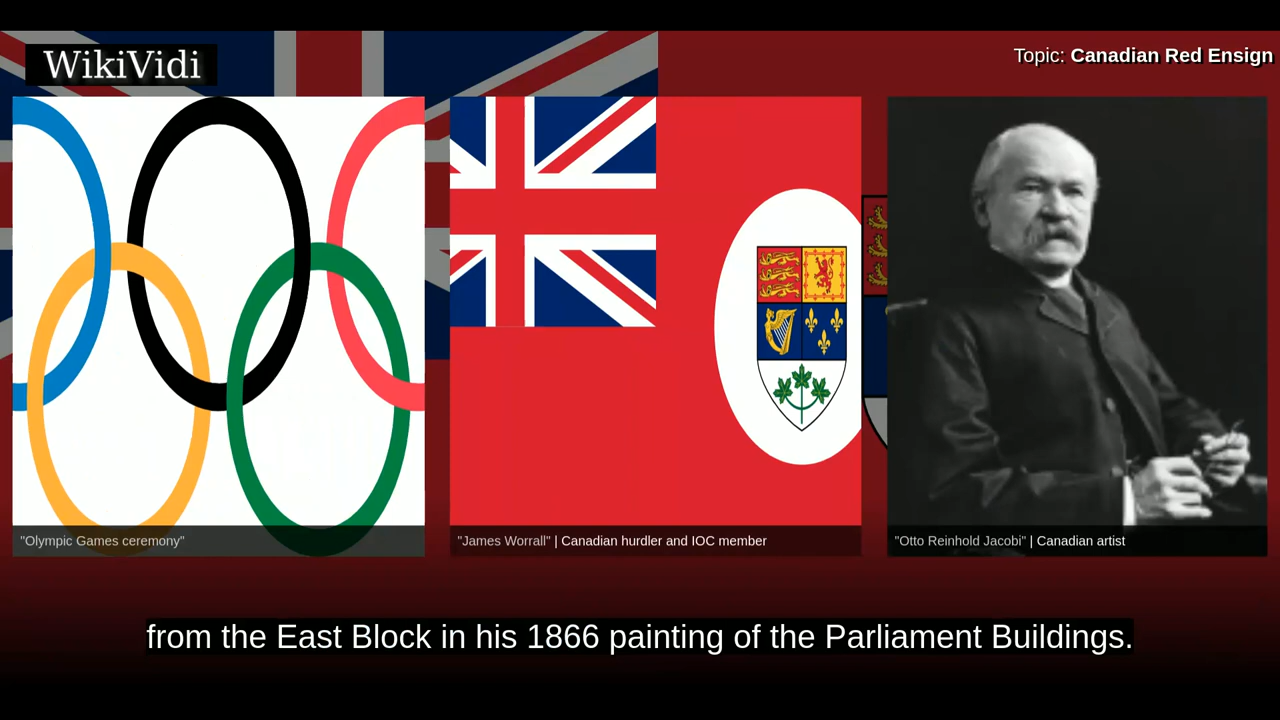 WikiVidi
Topic: Canadian Red Ensign
"Olympic Games ceremony"
"James Worrall" | Canadian hurdler and IOC member
"Otto Reinhold Jacobi" | Canadian artist
from the East Block in his 1866 painting of the Parliament Buildings.